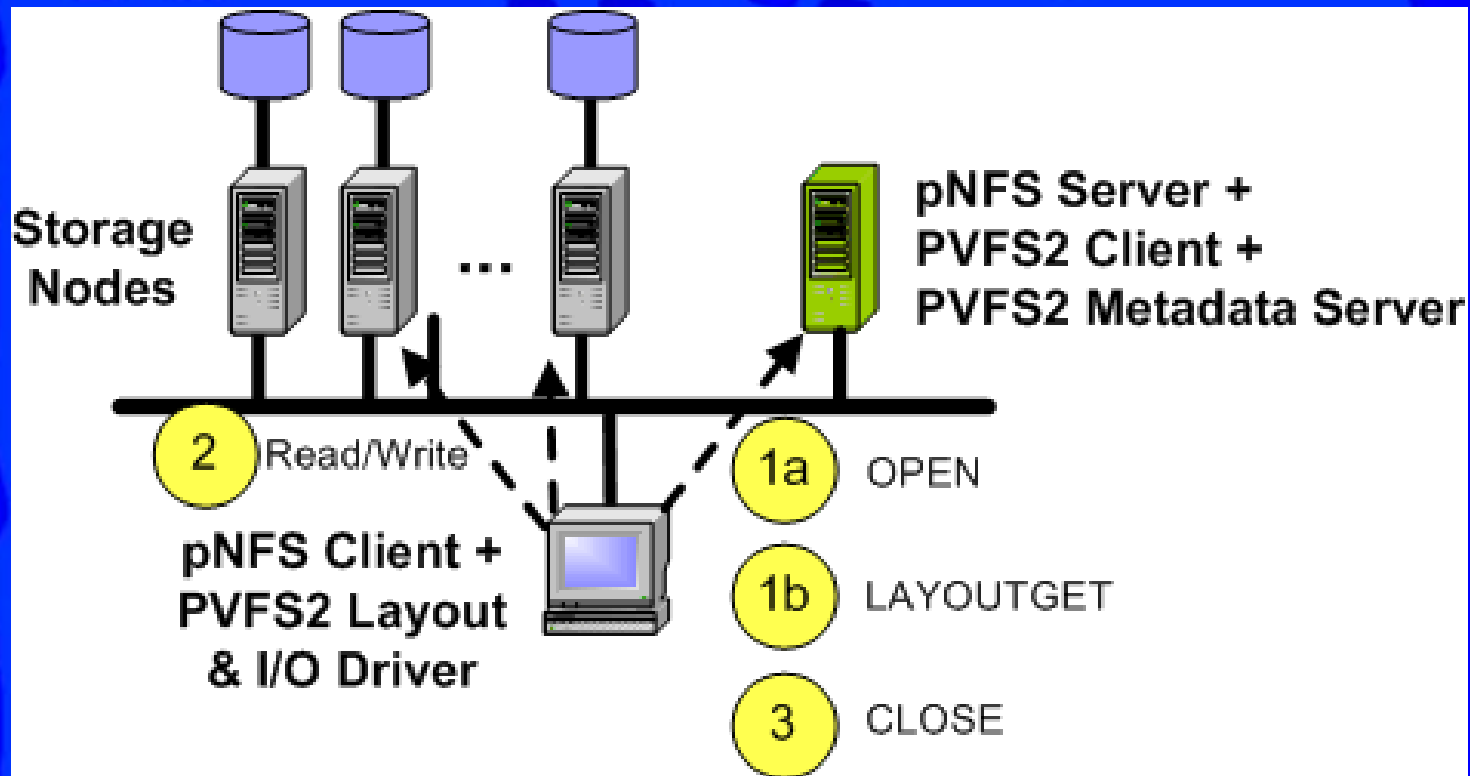 Storage
Nodes
...
pNFS Server +
PVFS2 Client +
PVFS2 Metadata Server
2 Read/Write
1a OPEN
pNFS Client +
PVFS2 Layout
& I/O Driver
1b LAYOUTGET
3 CLOSE